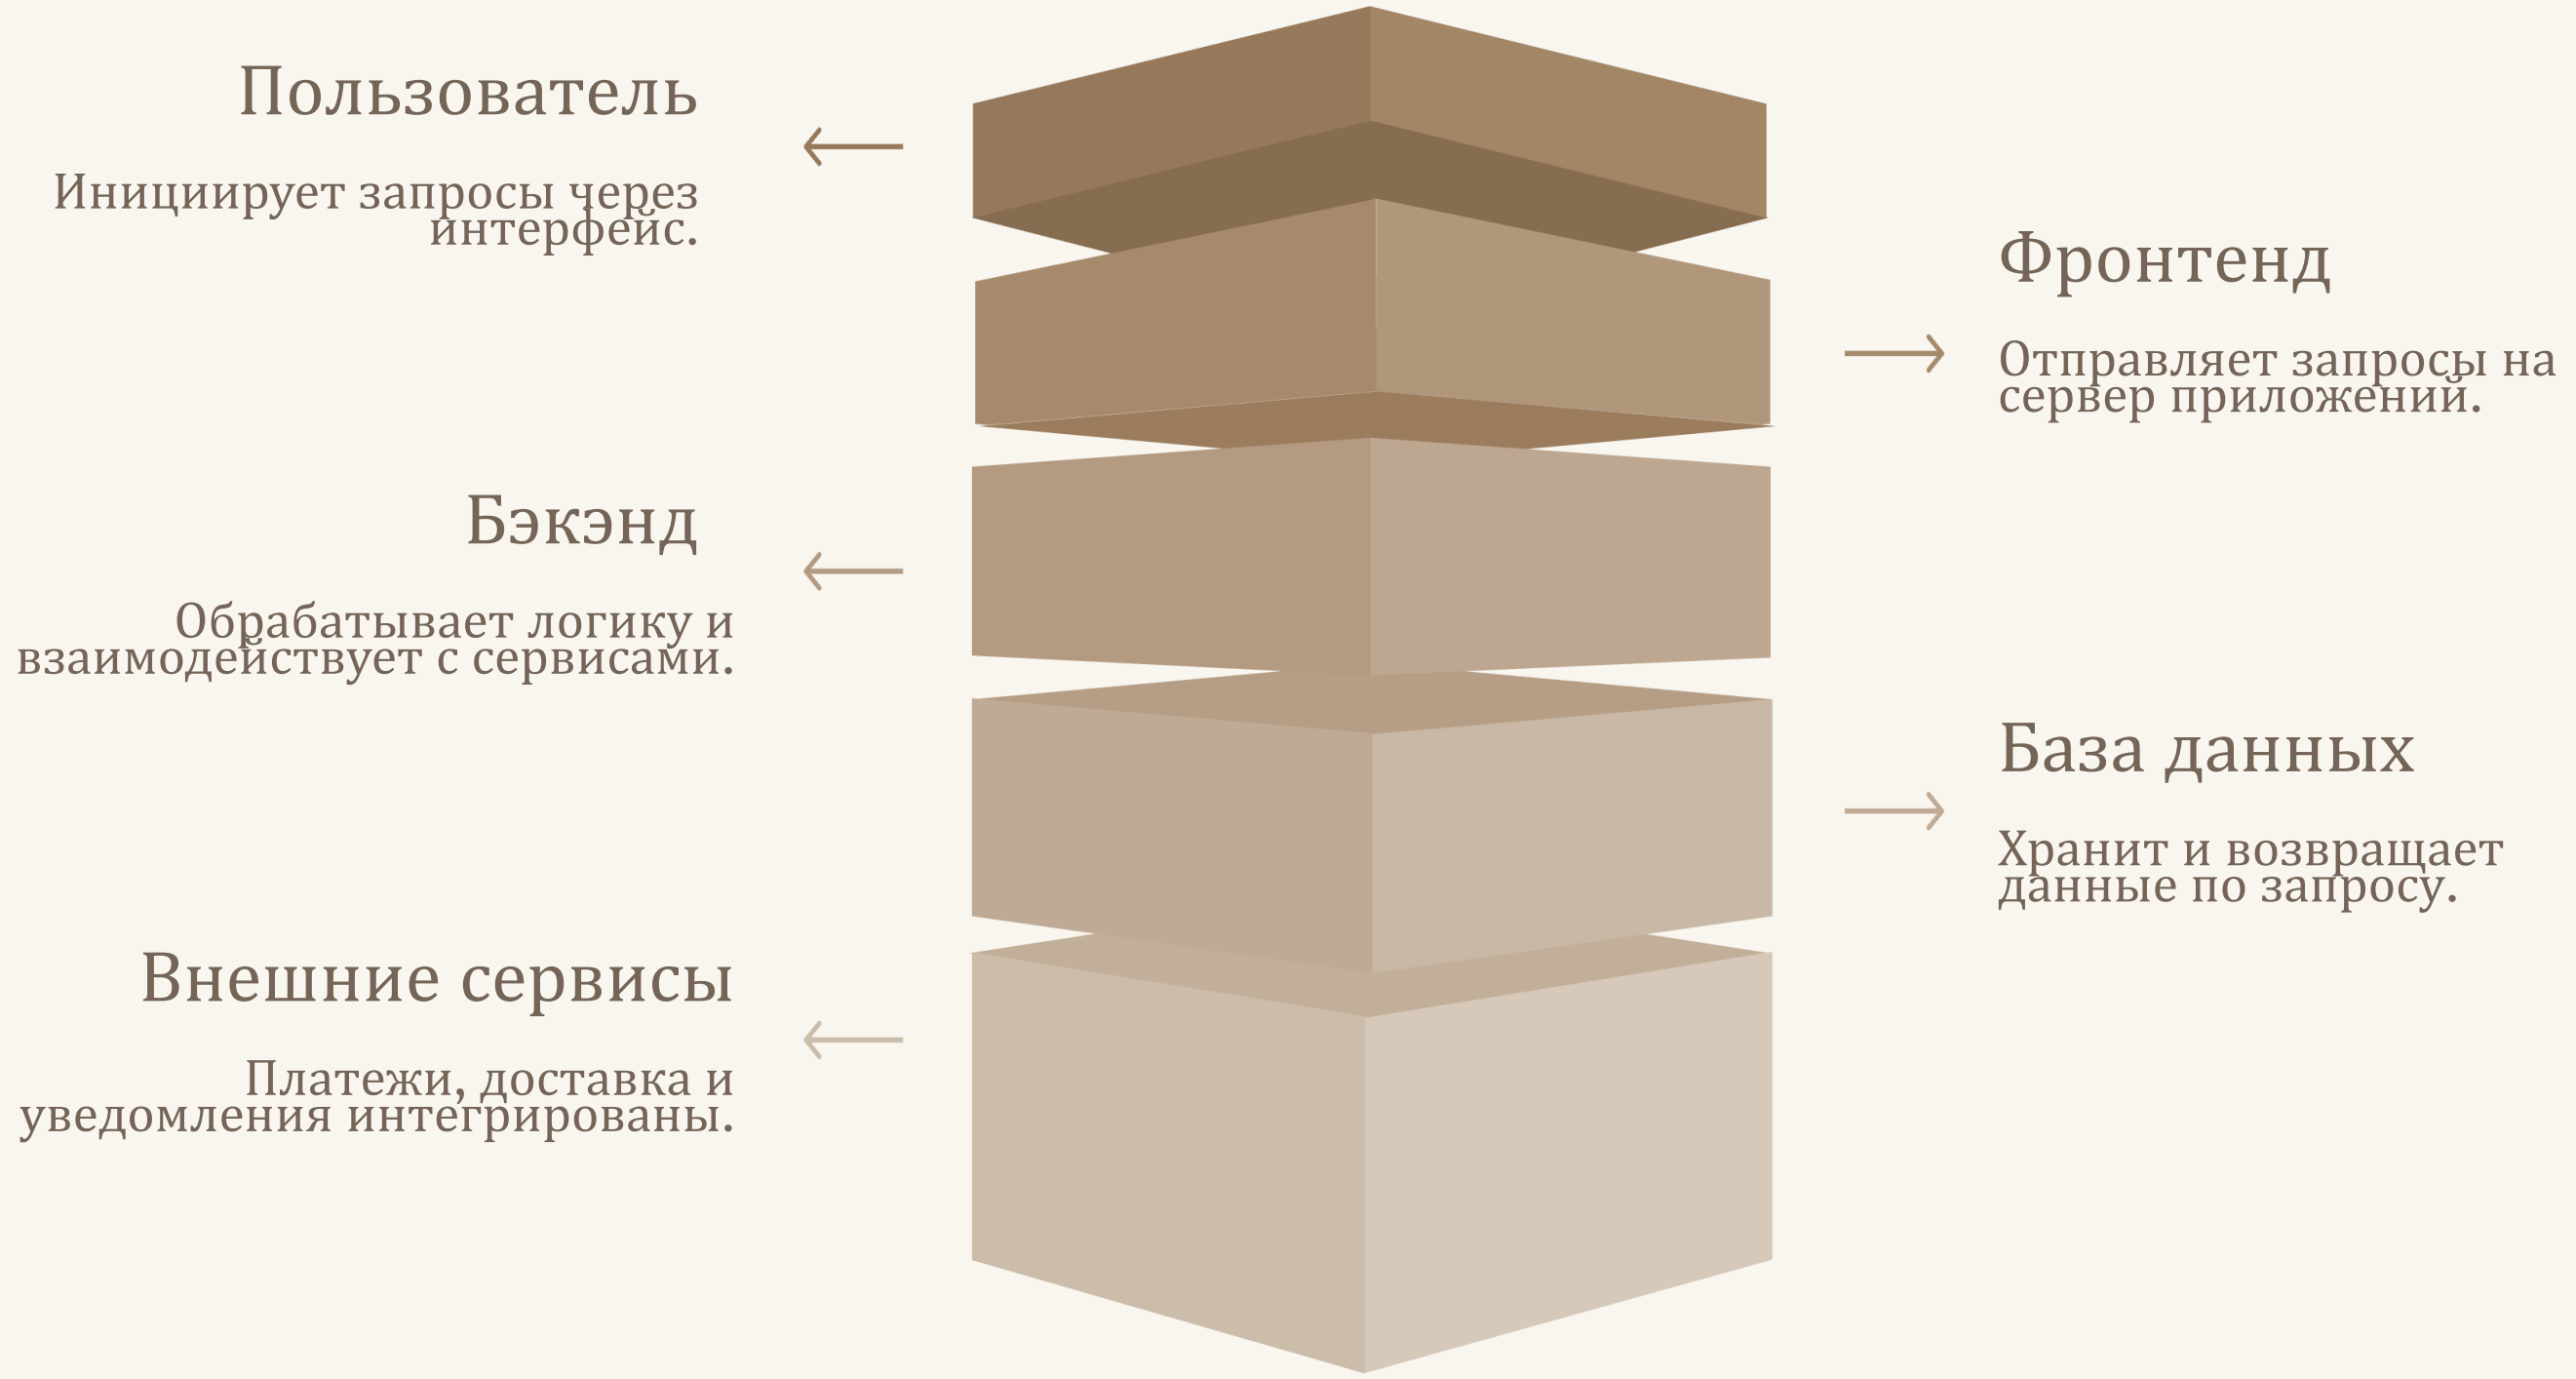 Пользователь
Инициирует запросы через
интерфейс.
Фронтенд
Отправляет запросы на
сервер приложений.
Бэкэнд
Обрабатывает логику и
взаимодействует с сервисами.
База данных
Хранит и возвращает
данные по запросу.
Внешние сервисы
Платежи, доставка и
уведомления интегрированы.